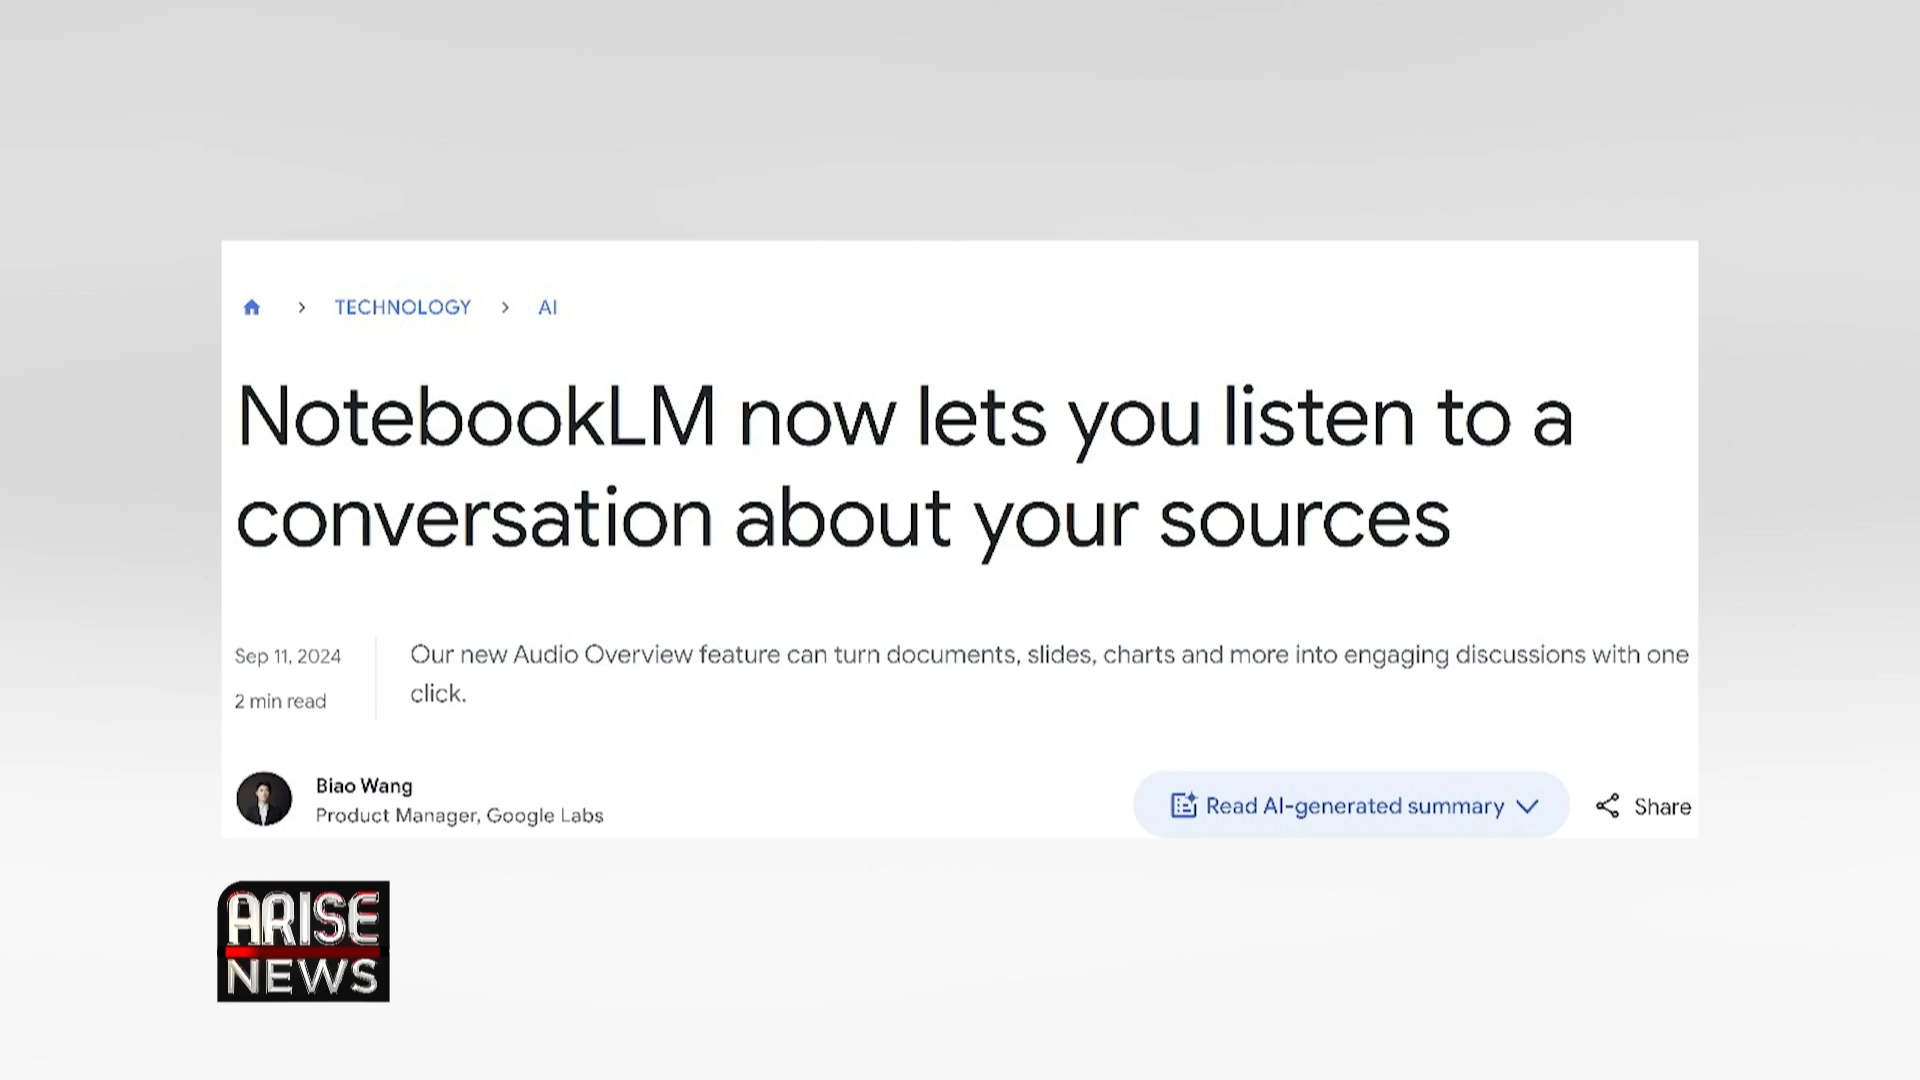 TECHNOLOGY > AI
NotebookLM now lets you listen to a
conversation about your sources
Sep 11, 2024
2 min read
Our new Audio Overview feature can turn documents, slides, charts and more into engaging discussions with one
click.
Biao Wang
Product Manager, Google Labs
Read AI-generated summary
Share
ARISE
NEWS